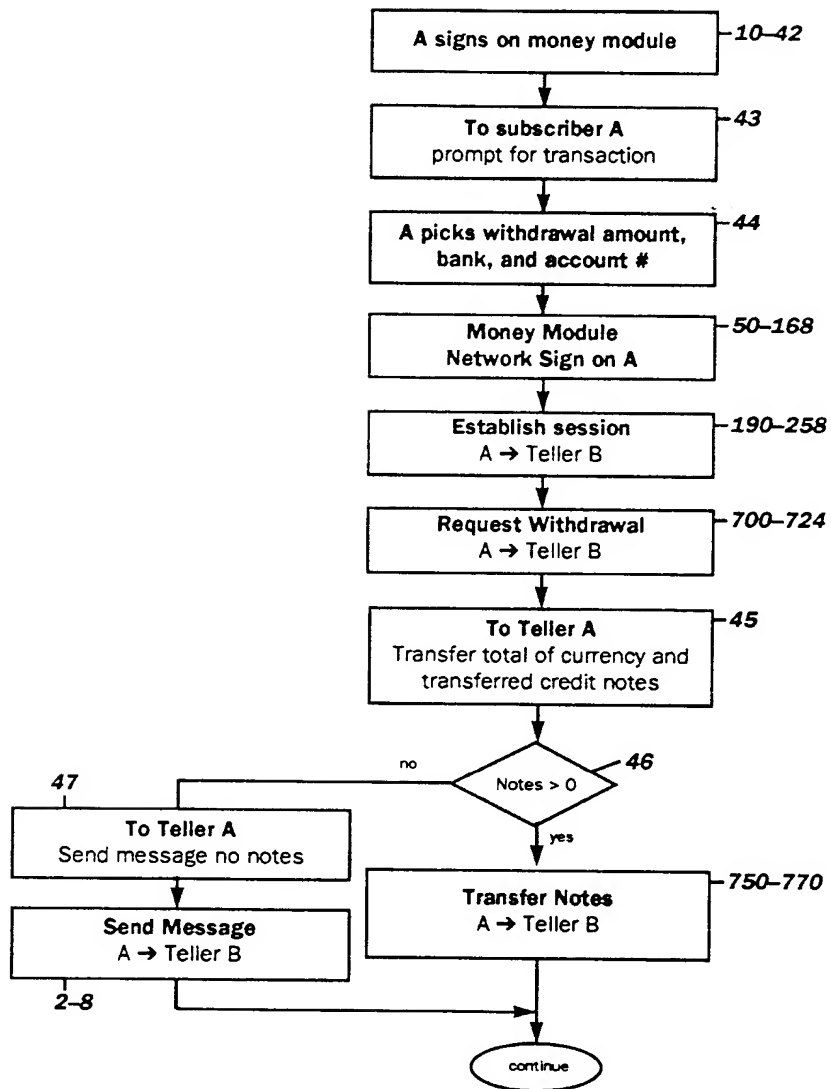 A signs on money module
10–42
To subscriber A
prompt for transaction
43
A picks withdrawal amount,
bank, and account #
44
Money Module
Network Sign on A
50–168
Establish session
A → Teller B
190–258
Request Withdrawal
A → Teller B
700–724
To Teller A
Transfer total of currency and
transferred credit notes
45
Notes > 0
46
no
yes
47
To Teller A
Send message no notes
Send Message
A → Teller B
2–8
Transfer Notes
A → Teller B
750–770
continue